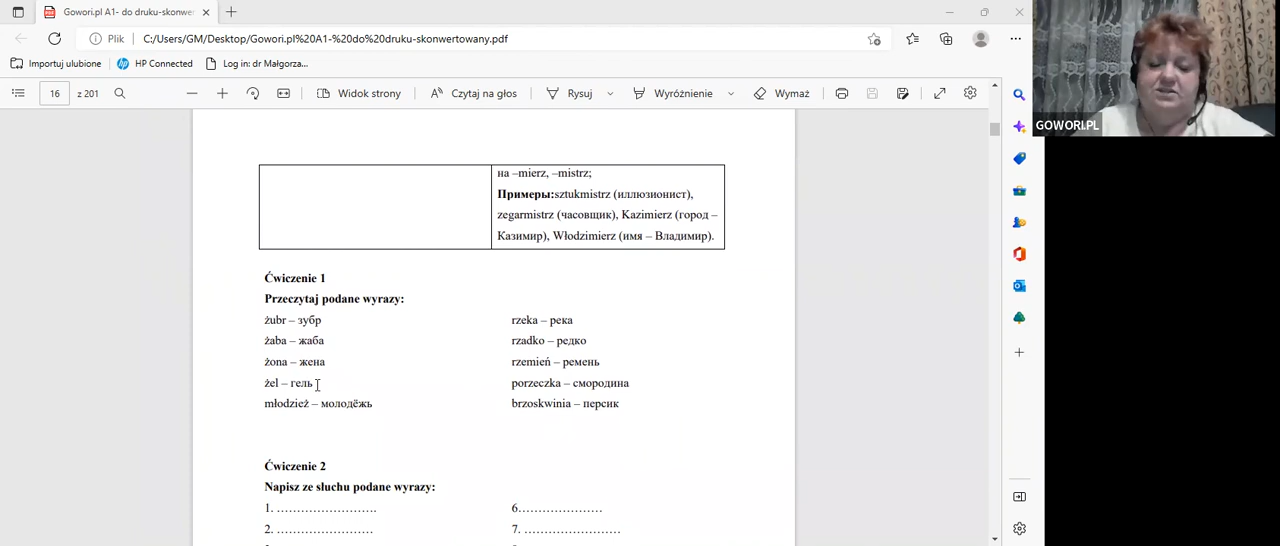 Gowori.pl A1- do druku-skonwer
Plik
C:/Users/GM/Desktop/Gowori.pl%20A1-%20do%20druku-skonwertowany.pdf
Importuj ulubione
HP Connected
Log in: dr Małgorza...
16 z 201
Widok strony
Czytaj na głos
Rysuj
Wyróżnienie
Wymaż
GOWORI.PL
на –mierz, –mistrz;
Примеры:sztukmistrz (иллюзионист),
zegarmistrz (часовщик), Kazimierz (город –
Казимир), Włodzimierz (имя – Владимир).
Ćwiczenie 1
Przeczytaj podane wyrazy:
żubr – зубр rzeka – река
żaba – жаба rzadko – редко
żona – жена rzemień – ремень
żel – гель porzeczka – смородина
młodzież – молодёжь brzoskwinia – персик
Ćwiczenie 2
Napisz ze słuchu podane wyrazy:
1. ……………………. 6…………………
2. …………………… 7. ……………………